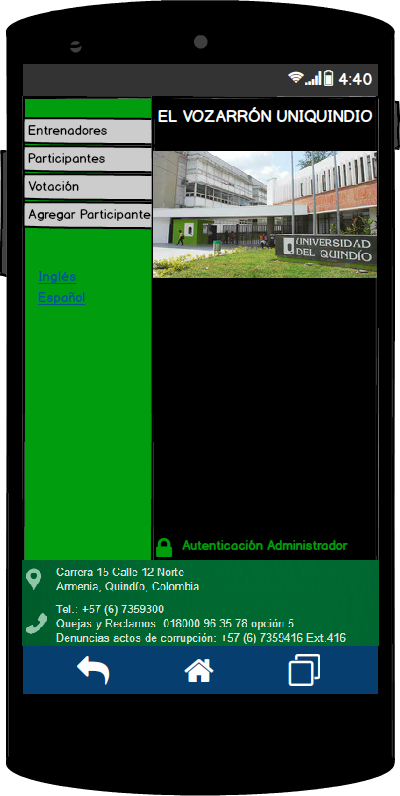 4:40
EL VOZARRÓN UNIQUINDIO
Entrenadores
Participantes
Votación
Agregar Participante
UNIVERSIDAD
DEL QUINDÍO
Inglés
Español
Autenticación Administrador
Carrera 15 Calle 12 Norte
Armenia, Quindío, Colombia
Tel.: +57 (6) 7359300
Quejas y Reclamos: 018000 96 35 78 opción 5
Denuncias actos de corrupción: +57 (6) 7359416 Ext.416